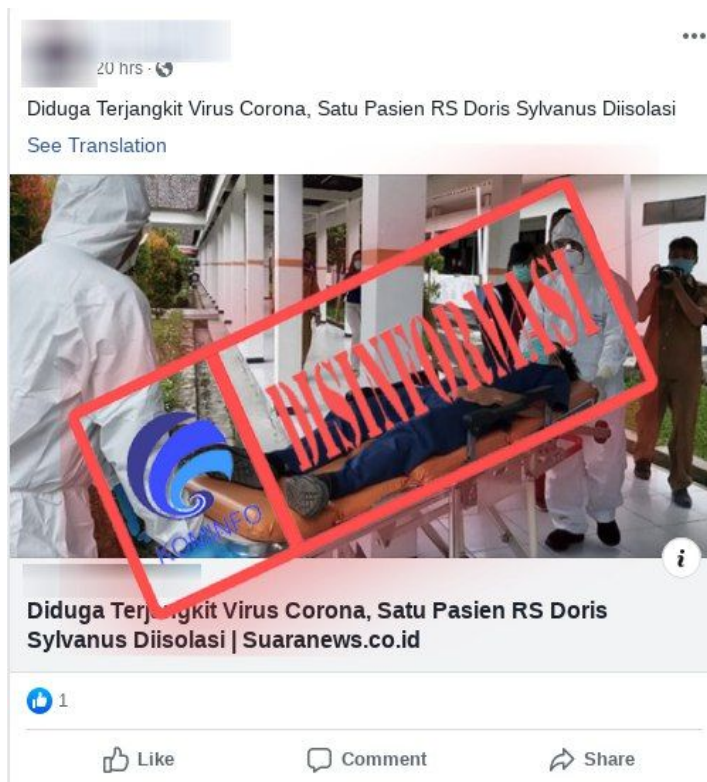 20 hrs ·
Diduga Terjangkit Virus Corona, Satu Pasien RS Doris Sylvanus Diisolasi
See Translation
DISINFORMASI
KOMINFO
i
Diduga Terjangkit Virus Corona, Satu Pasien RS Doris
Sylvanus Diisolasi | Suaranews.co.id
1
Like
Comment
Share